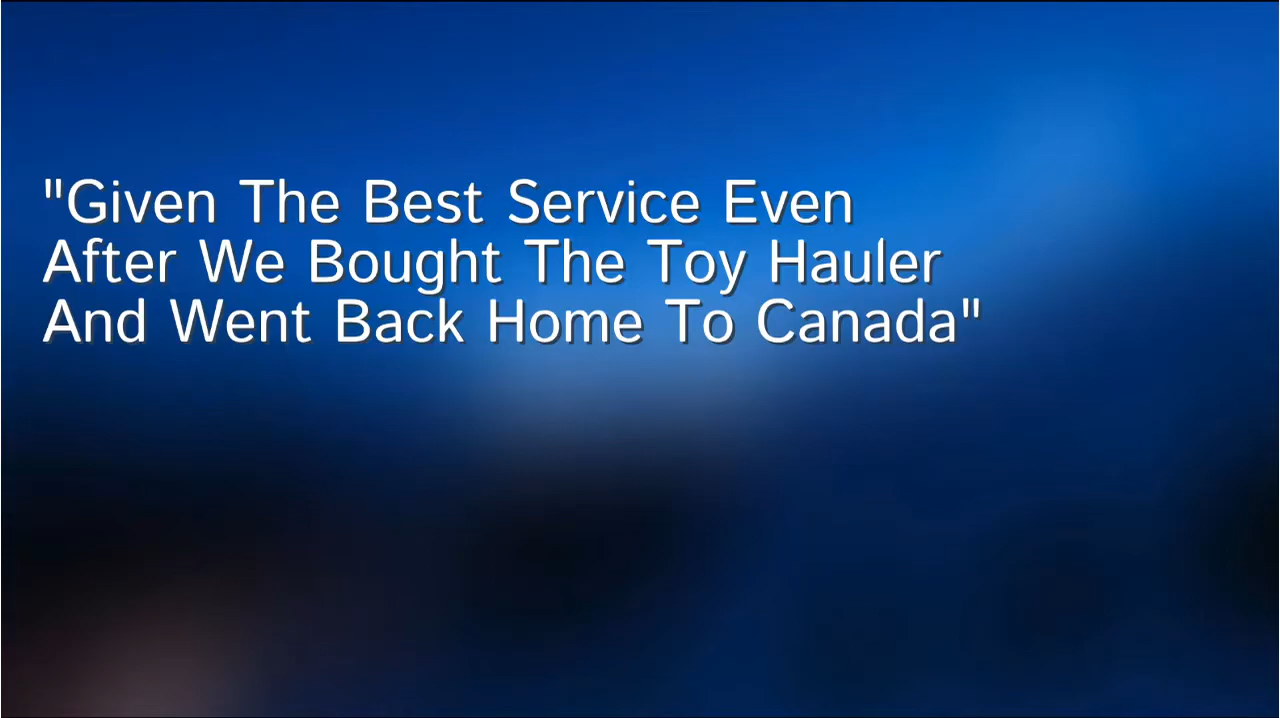 "Given The Best Service Even
After We Bought The Toy Hauler
And Went Back Home To Canada"